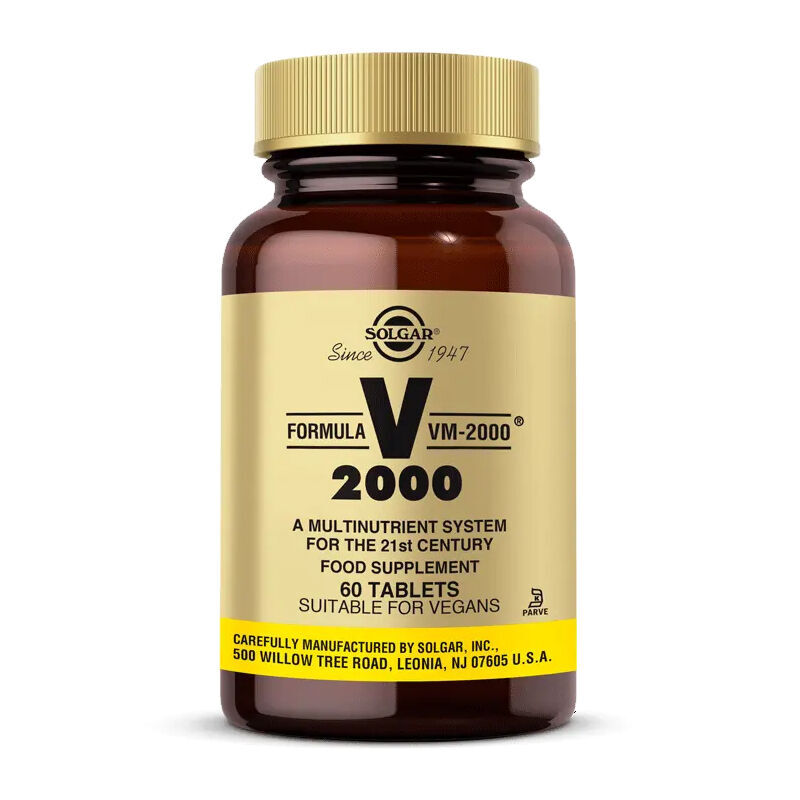 SOLGAR®
Since 1947
V
FORMULA VM-2000®
2000
A MULTINUTRIENT SYSTEM
FOR THE 21st CENTURY
FOOD SUPPLEMENT
60 TABLETS
SUITABLE FOR VEGANS
K
PARVE
CAREFULLY MANUFACTURED BY SOLGAR, INC.,
500 WILLOW TREE ROAD, LEONIA, NJ 07605 U.S.A.